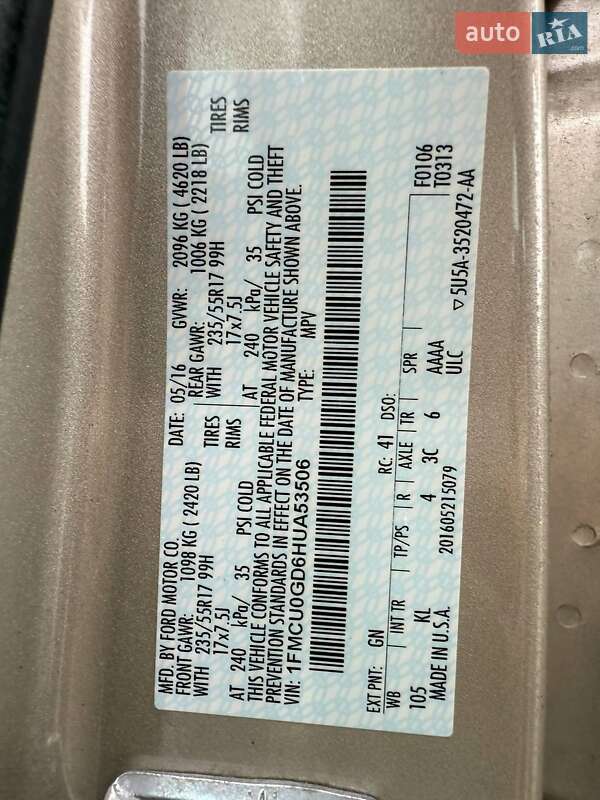 auto RIA .com
MFD. BY FORD MOTOR CO.
DATE: 05/16 GVWR: 2096 KG ( 4620 LB)
FRONT GAWR: 1098 KG ( 2420 LB)
REAR GAWR: 1006 KG ( 2218 LB)
WITH 235/55R17 99H TIRES
WITH 235/55R17 99H TIRES
17x7.5J RIMS
17x7.5J RIMS
AT 240 kPa/ 35 PSI COLD
AT 240 kPa/ 35 PSI COLD
THIS VEHICLE CONFORMS TO ALL APPLICABLE FEDERAL MOTOR VEHICLE SAFETY AND THEFT
PREVENTION STANDARDS IN EFFECT ON THE DATE OF MANUFACTURE SHOWN ABOVE.
VIN: 1FMCU0GD6HUA53506 TYPE: MPV
F0106
T0313
EXT PNT: GN RC: 41 DSO:
WB INT TR TP/PS R AXLE TR SPR
105 KL 4 3C 6 AAAA
MADE IN U.S.A. 201605215079 ULC
▽5U5A-3520472-AA